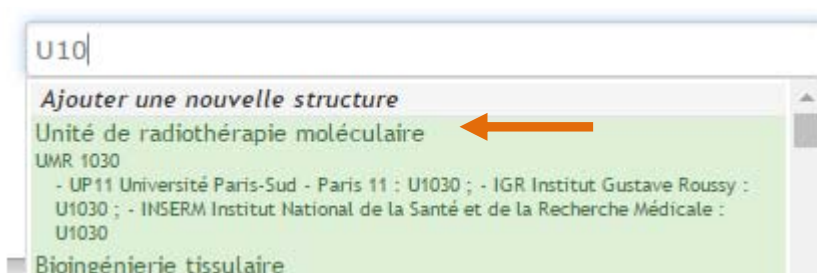 U10
Ajouter une nouvelle structure
Unité de radiothérapie moléculaire
UMR 1030
- UP11 Université Paris-Sud - Paris 11 : U1030 ; - IGR Institut Gustave Roussy :
U1030 ; - INSERM Institut National de la Santé et de la Recherche Médicale :
U1030
Bioingénierie tissulaire